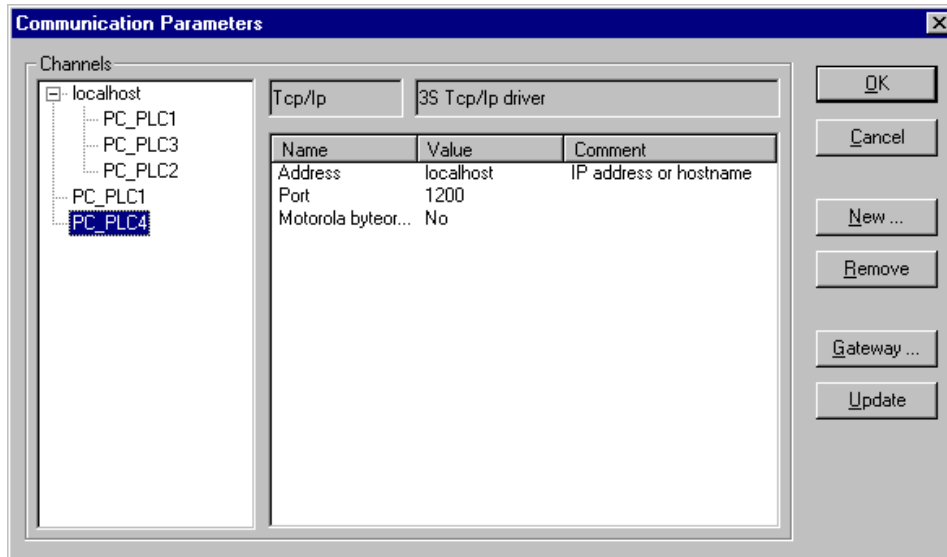 Communication Parameters
Channels
localhost
PC_PLC1
PC_PLC3
PC_PLC2
PC_PLC1
PC_PLC4
Tcp/Ip 3S Tcp/Ip driver
Name Value Comment
Address localhost IP address or hostname
Port 1200
Motorola byteor... No
OK
Cancel
New ...
Remove
Gateway ...
Update